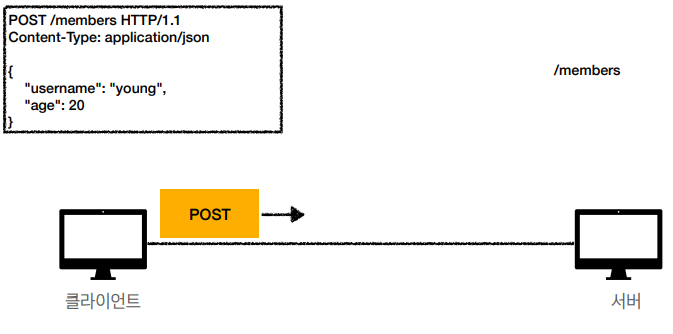 POST /members HTTP/1.1
Content-Type: application/json
{
"username": "young",
"age": 20
}
/members
POST
클라이언트
서버